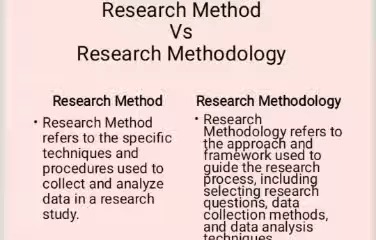 Research Method
Vs
Research Methodology
Research Method
• Research Method
refers to the specific
techniques and
procedures used to
collect and analyze
data in a research
study.
Research Methodology
• Research
Methodology refers to
the approach and
framework used to
guide the research
process, including
selecting research
questions, data
collection methods,
and data analysis
techniques